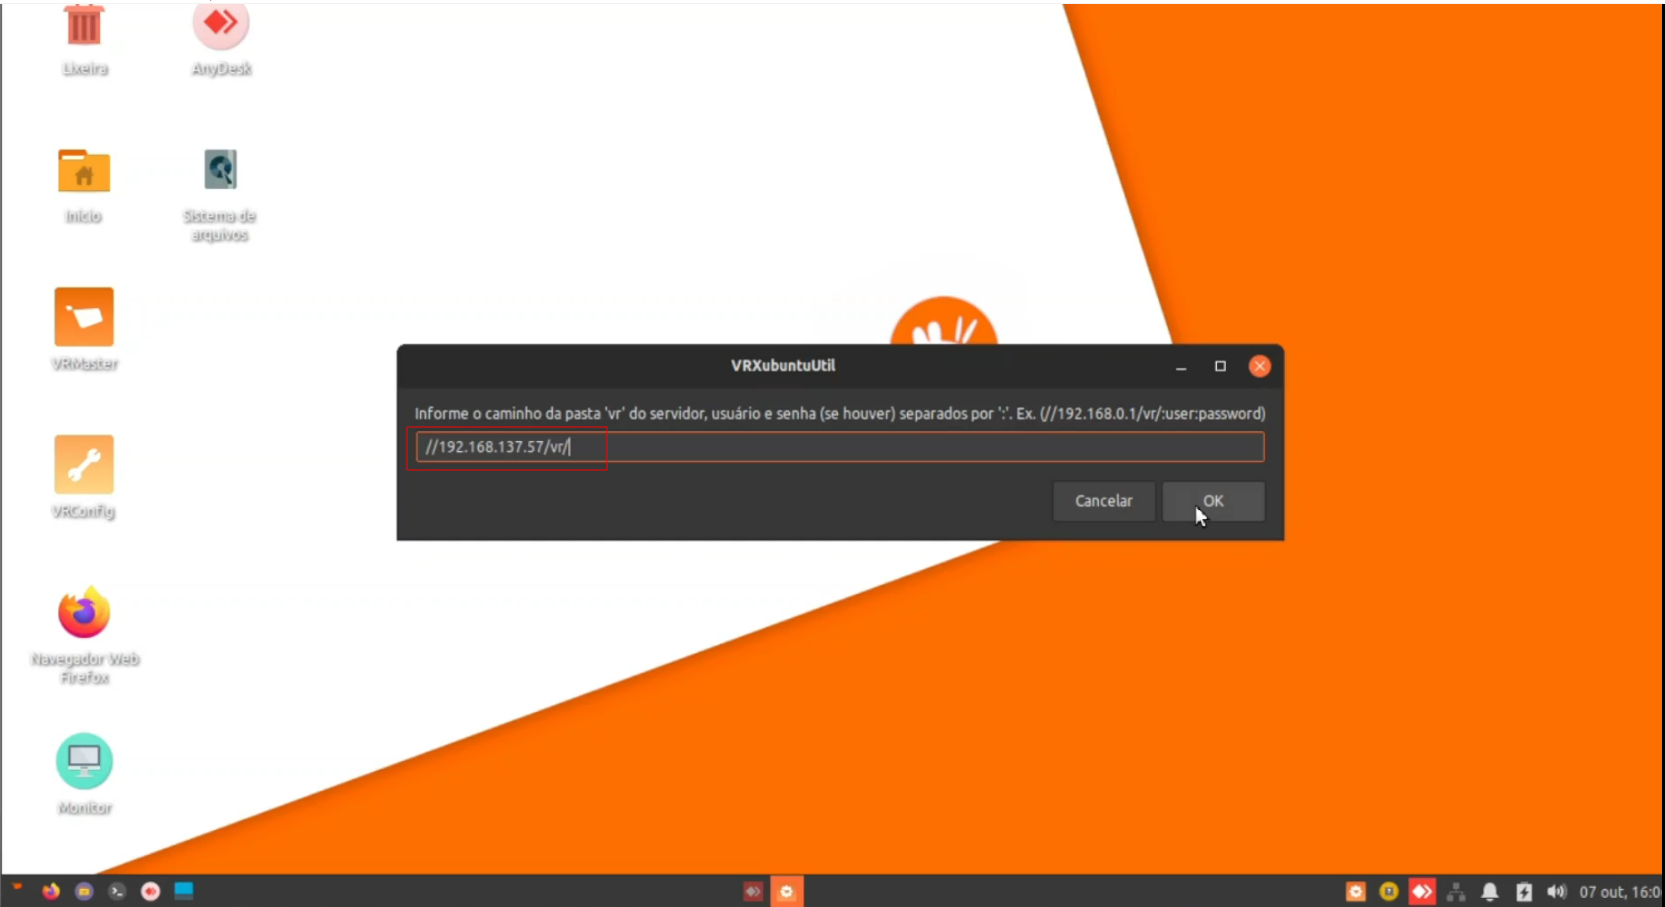 Lixeira
AnyDesk
Início
Sistema de
arquivos
VRMaster
VRXubuntuUtil
Informe o caminho da pasta 'vr' do servidor, usuário e senha (se houver) separados por ':'. Ex. (//192.168.0.1/vr/:user:password)
//192.168.137.57/vr/
Cancelar
OK
VRConfig
Navegador Web
Firefox
Monitor
07 out, 16:0